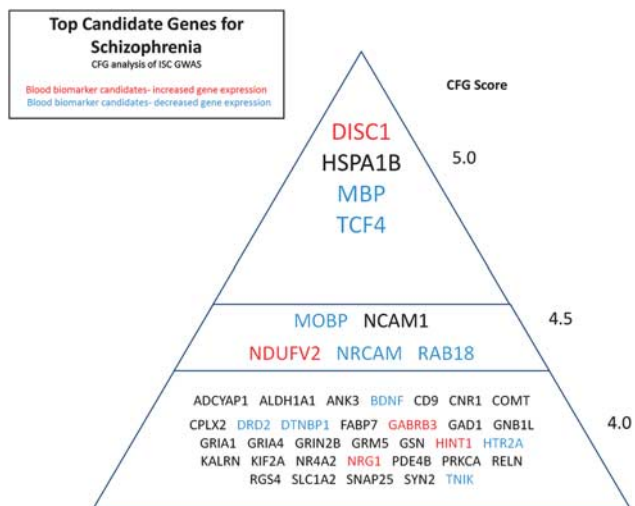 Top Candidate Genes for
Schizophrenia
CFG analysis of ISC GWAS
Blood biomarker candidates- increased gene expression
Blood biomarker candidates- decreased gene expression
CFG Score
DISC1
5.0
HSPA1B
MBP
TCF4
MOBP NCAM1
4.5
NDUFV2 NRCAM RAB18
ADCYAP1 ALDH1A1 ANK3 BDNF CD9 CNR1 COMT
4.0
CPLX2 DRD2 DTNBP1 FABP7 GABRB3 GAD1 GNB1L
GRIA1 GRIA4 GRIN2B GRM5 GSN HINT1 HTR2A
KALRN KIF2A NR4A2 NRG1 PDE4B PRKCA RELN
RGS4 SLC1A2 SNAP25 SYN2 TNIK